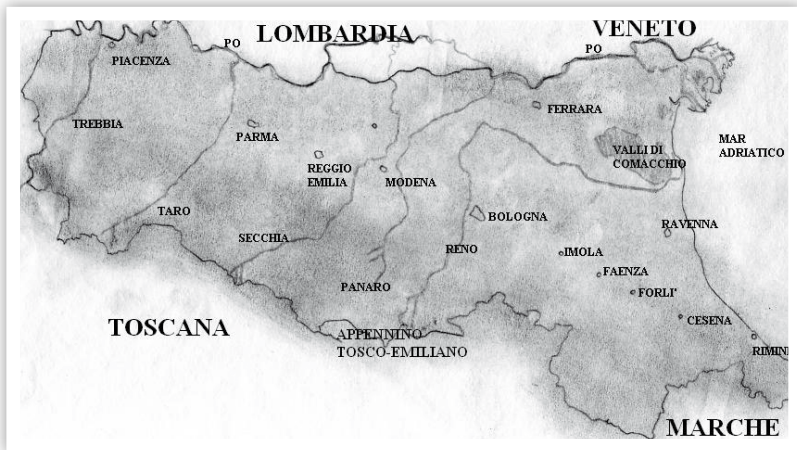 LOMBARDIA
VENETO
PO
PO
PIACENZA
TREBBIA
PARMA
FERRARA
REGGIO
EMILIA
MODENA
VALLI DI
COMACCHIO
MAR
ADRIATICO
TARO
SECCHIA
BOLOGNA
RENO
RAVENNA
IMOLA
FAENZA
PANARO
FORLI'
CESENA
TOSCANA
APPENNINO
TOSCO-EMILIANO
RIMINI
MARCHE